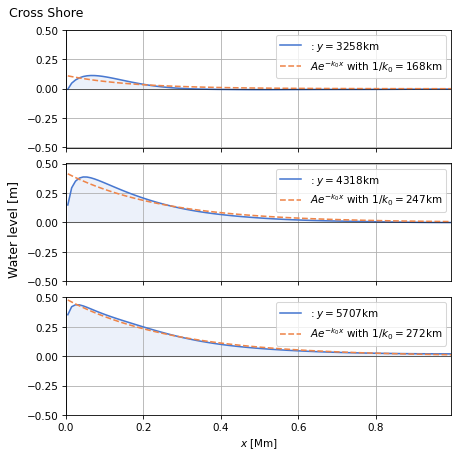 Cross Shore
0.50
0.25
0.00
−0.25
−0.50
: y = 3258km
Ae^{−k₀x} with 1/k₀ = 168km
0.50
0.25
0.00
−0.25
−0.50
: y = 4318km
Ae^{−k₀x} with 1/k₀ = 247km
Water level [m]
0.50
0.25
0.00
−0.25
−0.50
: y = 5707km
Ae^{−k₀x} with 1/k₀ = 272km
0.0 0.2 0.4 0.6 0.8
x [Mm]